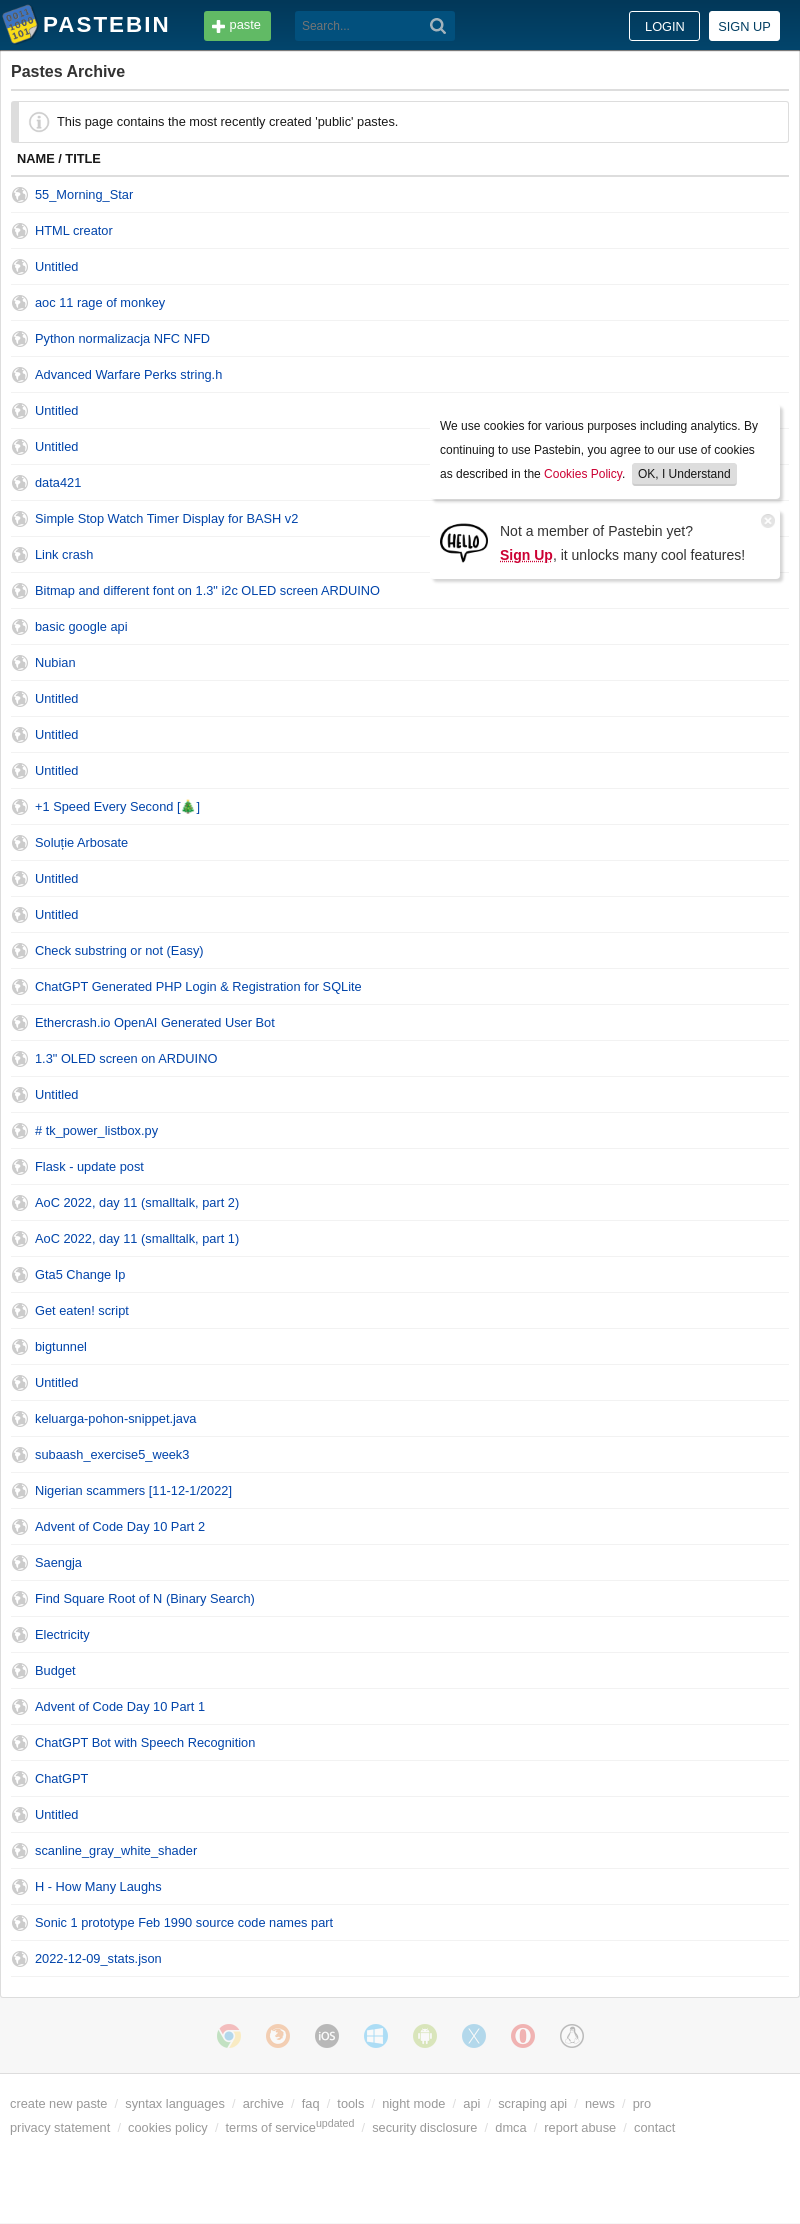 PASTEBIN
paste
Search...
LOGIN
SIGN UP
Pastes Archive
This page contains the most recently created 'public' pastes.
NAME / TITLE
55_Morning_Star
HTML creator
Untitled
aoc 11 rage of monkey
Python normalizacja NFC NFD
Advanced Warfare Perks string.h
Untitled
Untitled
data421
Simple Stop Watch Timer Display for BASH v2
Link crash
Bitmap and different font on 1.3" i2c OLED screen ARDUINO
We use cookies for various purposes including analytics. By
continuing to use Pastebin, you agree to our use of cookies
as described in the Cookies Policy. OK, I Understand
HELLO
Not a member of Pastebin yet?
Sign Up, it unlocks many cool features!
basic google api
Nubian
Untitled
Untitled
Untitled
+1 Speed Every Second [🎄]
Soluție Arbosate
Untitled
Untitled
Check substring or not (Easy)
ChatGPT Generated PHP Login & Registration for SQLite
Ethercrash.io OpenAI Generated User Bot
1.3" OLED screen on ARDUINO
Untitled
# tk_power_listbox.py
Flask - update post
AoC 2022, day 11 (smalltalk, part 2)
AoC 2022, day 11 (smalltalk, part 1)
Gta5 Change Ip
Get eaten! script
bigtunnel
Untitled
keluarga-pohon-snippet.java
subaash_exercise5_week3
Nigerian scammers [11-12-1/2022]
Advent of Code Day 10 Part 2
Saengja
Find Square Root of N (Binary Search)
Electricity
Budget
Advent of Code Day 10 Part 1
ChatGPT Bot with Speech Recognition
ChatGPT
Untitled
scanline_gray_white_shader
H - How Many Laughs
Sonic 1 prototype Feb 1990 source code names part
2022-12-09_stats.json
iOS
create new paste / syntax languages / archive / faq / tools / night mode / api / scraping api / news / pro
privacy statement / cookies policy / terms of service updated / security disclosure / dmca / report abuse / contact